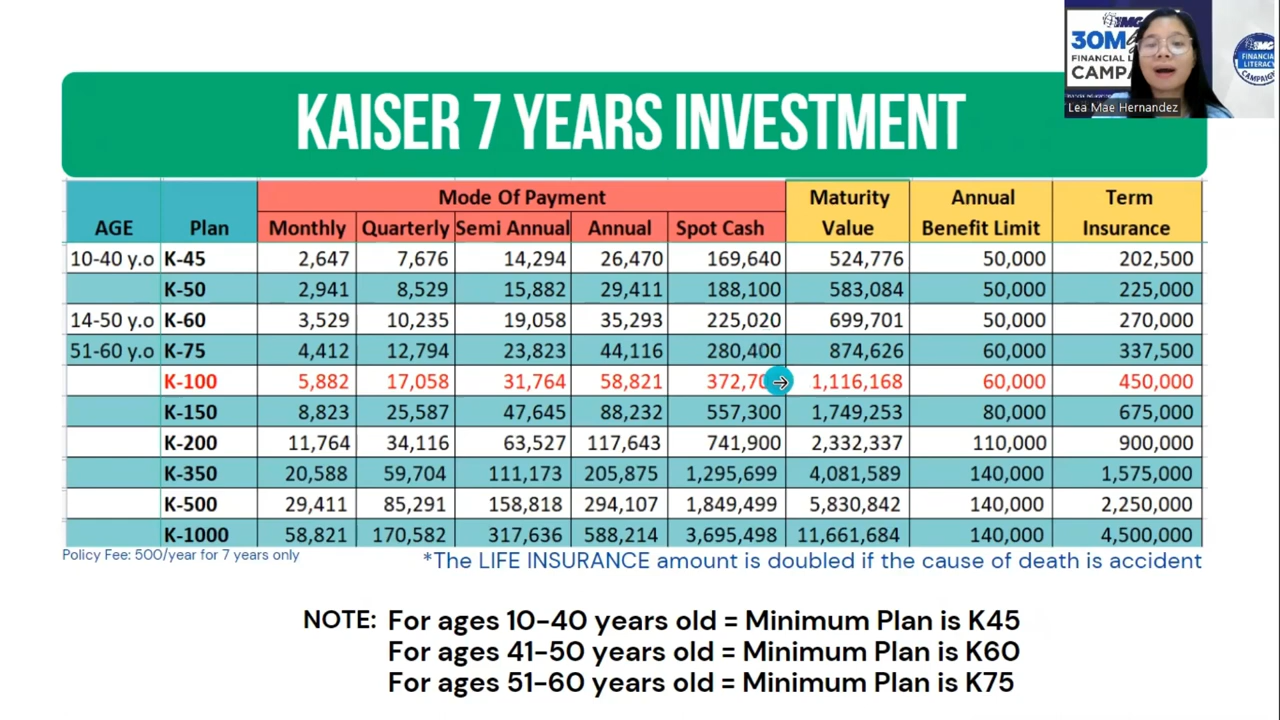 IMG
30M
FINANCIAL
CAMPA
Lea Mae Hernandez
IMG
FINANCIAL
LITERACY
CAMPAIGN
KAISER 7 YEARS INVESTMENT
AGE Plan Mode Of Payment Maturity Value Annual Benefit Limit Term Insurance
Monthly Quarterly Semi Annual Annual Spot Cash
10-40 y.o K-45 2,647 7,676 14,294 26,470 169,640 524,776 50,000 202,500
K-50 2,941 8,529 15,882 29,411 188,100 583,084 50,000 225,000
14-50 y.o K-60 3,529 10,235 19,058 35,293 225,020 699,701 50,000 270,000
51-60 y.o K-75 4,412 12,794 23,823 44,116 280,400 874,626 60,000 337,500
K-100 5,882 17,058 31,764 58,821 1,116,168 60,000 450,000
K-150 8,823 25,587 47,645 88,232 557,300 1,749,253 80,000 675,000
K-200 11,764 34,116 63,527 117,643 741,900 2,332,337 110,000 900,000
K-350 20,588 59,704 111,173 205,875 1,295,699 4,081,589 140,000 1,575,000
K-500 29,411 85,291 158,818 294,107 1,849,499 5,830,842 140,000 2,250,000
K-1000 58,821 170,582 317,636 588,214 3,695,498 11,661,684 140,000 4,500,000
Policy Fee: 500/year for 7 years only
*The LIFE INSURANCE amount is doubled if the cause of death is accident
NOTE: For ages 10-40 years old = Minimum Plan is K45
For ages 41-50 years old = Minimum Plan is K60
For ages 51-60 years old = Minimum Plan is K75